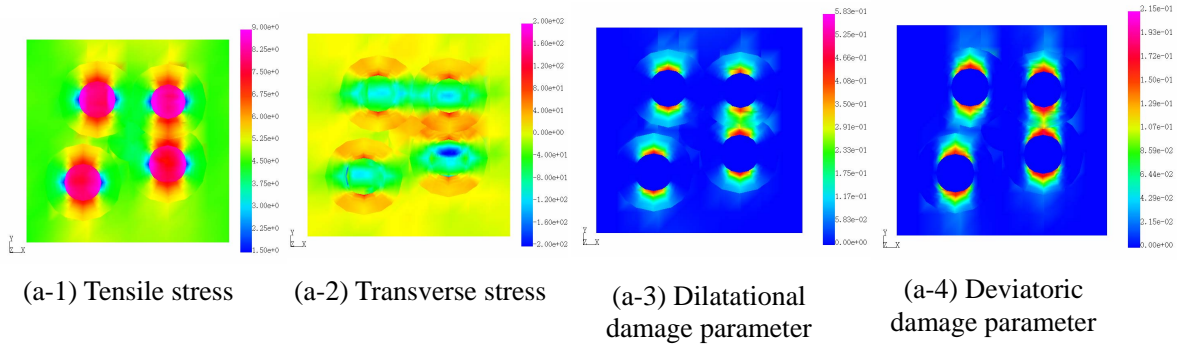 9.00e+0
8.25e+0
7.50e+0
6.75e+0
6.00e+0
5.25e+0
4.50e+0
3.75e+0
3.00e+0
2.25e+0
1.50e+0
Y
Z X
(a-1) Tensile stress
2.00e+02
1.60e+02
1.20e+02
8.00e+01
4.00e+01
0.00e+00
-4.00e+01
-8.00e+01
-1.20e+02
-1.60e+02
-2.00e+02
Y
Z X
(a-2) Transverse stress
5.83e-01
5.25e-01
4.66e-01
4.08e-01
3.50e-01
2.91e-01
2.33e-01
1.75e-01
1.17e-01
5.83e-02
0.00e+00
Y
Z X
(a-3) Dilatational
damage parameter
2.15e-01
1.93e-01
1.72e-01
1.50e-01
1.29e-01
1.07e-01
8.59e-02
6.44e-02
4.29e-02
2.15e-02
0.00e+00
Y
Z X
(a-4) Deviatoric
damage parameter